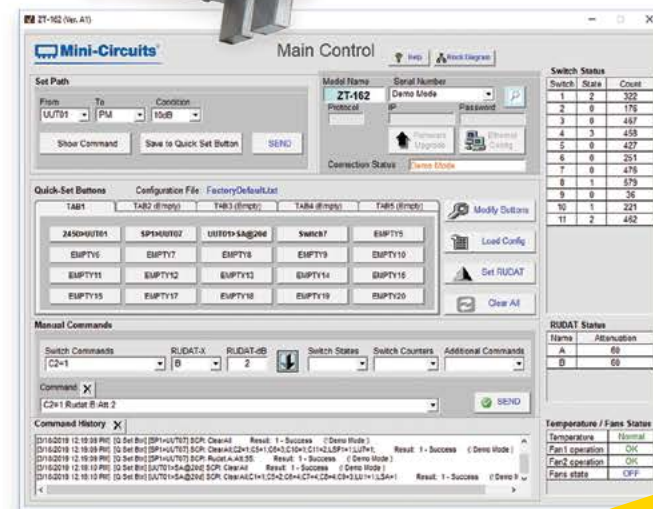 ZT-162 (Ver. A1)
Mini-Circuits
Main Control
Help
Block Diagram
Set Path
From To Condition
UUT01 PM 10dB
Show Command Save to Quick Set Button SEND
Model Name Serial Number
ZT-162 Demo Mode
Protocol IP Password
Firmware Upgrade
Ethernet Config
Connection Status Demo Mode
Switch Status
Switch State Count
1 2 322
2 0 176
3 0 467
4 3 458
5 0 427
6 0 251
7 0 476
8 1 579
9 0 36
10 1 221
11 2 462
Quick-Set Buttons Configuration File FactoryDefault.txt
TAB1 TAB2 (Empty) TAB3 (Empty) TAB4 (Empty) TAB5 (Empty)
2450>UUT01 SP1>UUT07 UUT01>SA@20d Switch7 EMPTY5
EMPTY6 EMPTY7 EMPTY8 EMPTY9 EMPTY10
EMPTY11 EMPTY12 EMPTY13 EMPTY14 EMPTY16
EMPTY15 EMPTY17 EMPTY18 EMPTY19 EMPTY20
Modify Buttons
Load Config
Set RUDAT
Clear All
Manual Commands
Switch Commands RUDAT-X RUDAT-dB Switch States Switch Counters Additional Commands
C2=1 B 2
Command X
C2=1:Rudat:B:Att:2
SEND
RUDAT Status
Name Attenuation
A 60
B 60
Command History X
Temperature / Fans Status
Temperature Normal
Fan1 operation OK
Fan2 operation OK
Fans state OFF